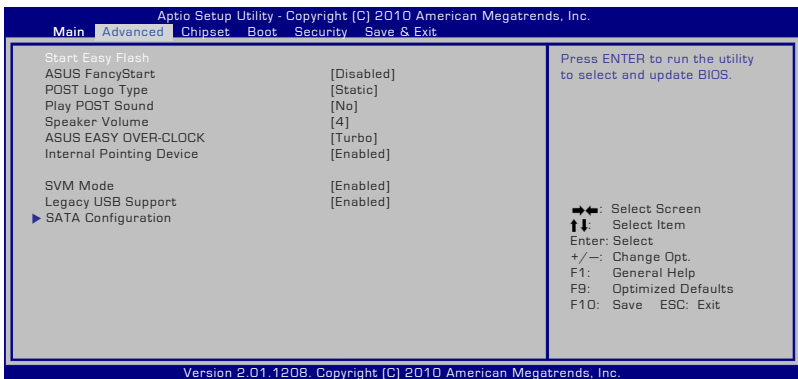 Aptio Setup Utility - Copyright (C) 2010 American Megatrends, Inc.
Main Advanced Chipset Boot Security Save & Exit
Start Easy Flash
ASUS FancyStart [Disabled]
POST Logo Type [Static]
Play POST Sound [No]
Speaker Volume [4]
ASUS EASY OVER-CLOCK [Turbo]
Internal Pointing Device [Enabled]
SVM Mode [Enabled]
Legacy USB Support [Enabled]
SATA Configuration
Press ENTER to run the utility
to select and update BIOS.
→←: Select Screen
↑↓: Select Item
Enter: Select
+/—: Change Opt.
F1: General Help
F9: Optimized Defaults
F10: Save ESC: Exit
Version 2.01.1208. Copyright (C) 2010 American Megatrends, Inc.